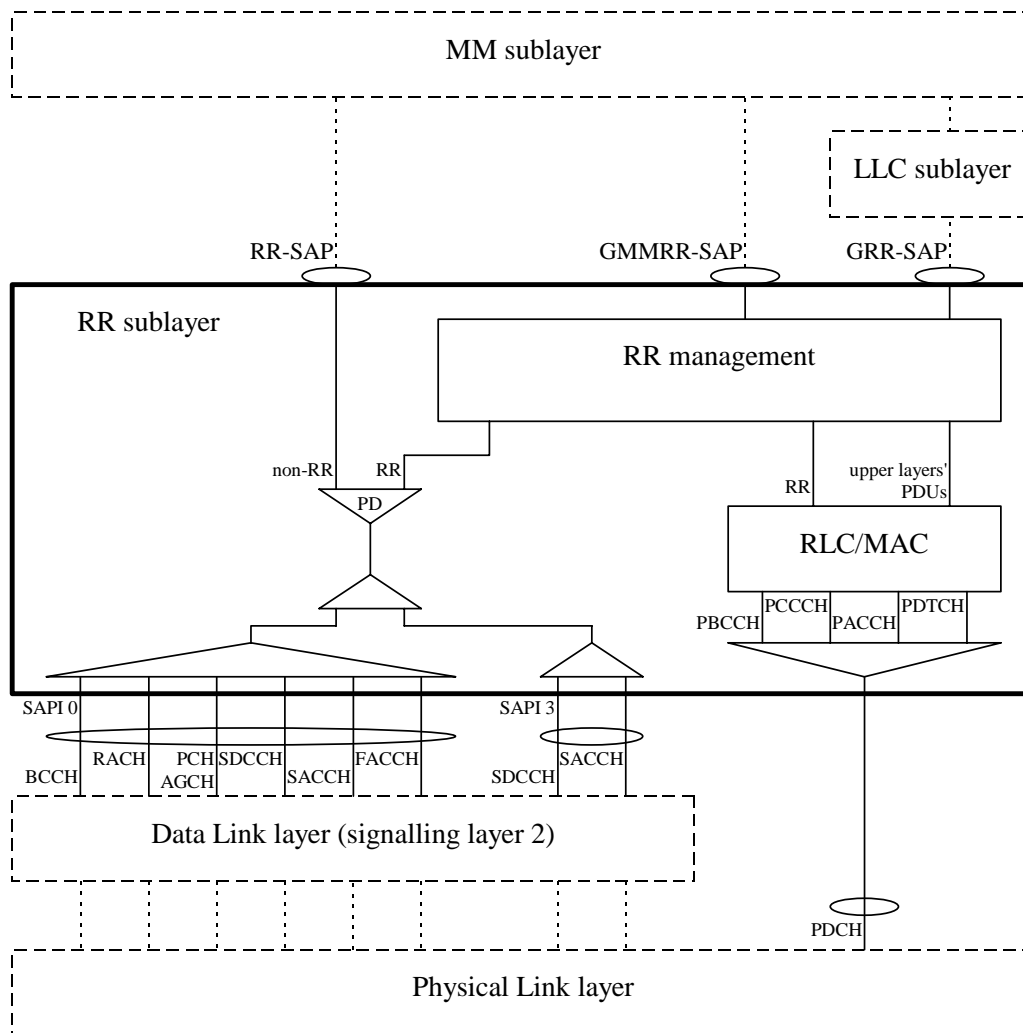 MM sublayer
LLC sublayer
RR-SAP
GMMRR-SAP
GRR-SAP
RR sublayer
RR management
non-RR
RR
PD
RR
upper layers'
PDUs
RLC/MAC
PBCCH
PCCCH
PACCH
PDTCH
SAPI 0
SAPI 3
BCCH
RACH
PCH
AGCH
SDCCH
SACCH
FACCH
SDCCH
SACCH
Data Link layer (signalling layer 2)
PDCH
Physical Link layer